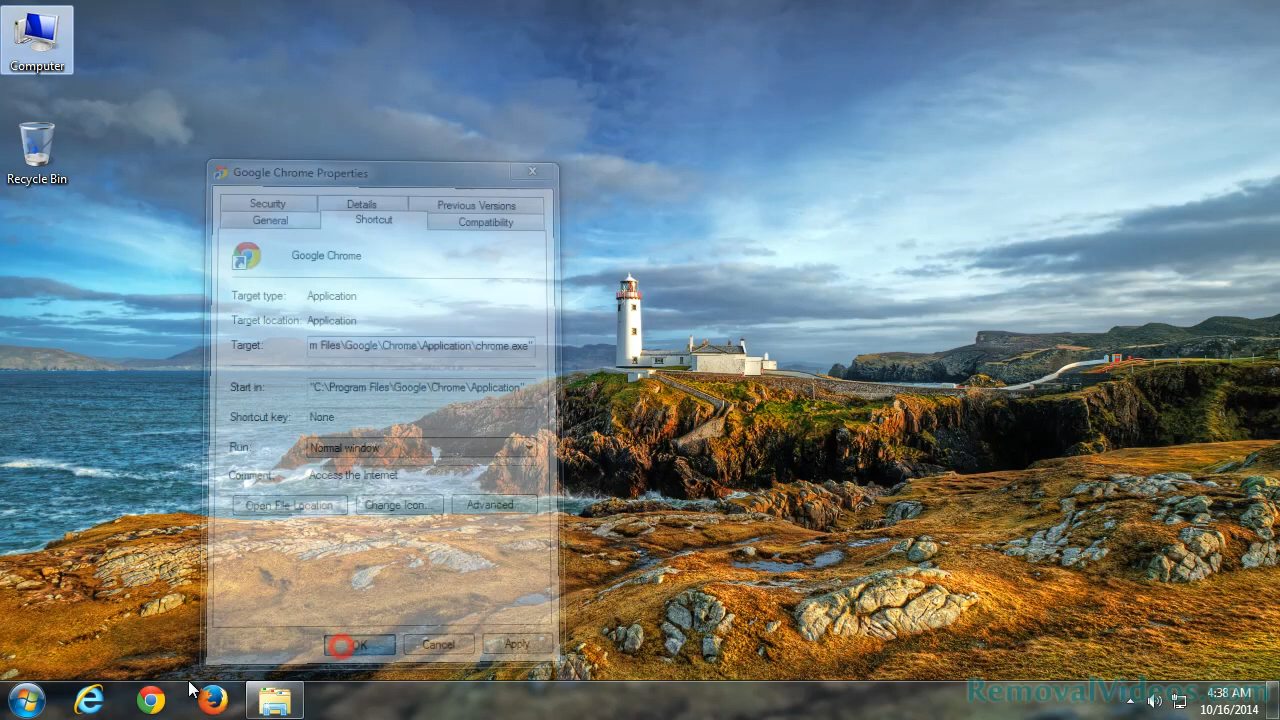 Computer
Recycle Bin
Google Chrome Properties
Security Details Previous Versions
General Shortcut Compatibility
Google Chrome
Target type: Application
Target location: Application
Target: m Files\Google\Chrome\Application\chrome.exe"
Start in: "C:\Program Files\Google\Chrome\Application"
Shortcut key: None
Run: Normal window
Comment: Access the Internet
Open File Location Change Icon... Advanced...
OK Cancel Apply
RemovalVideos.com
4:38 AM
10/16/2014